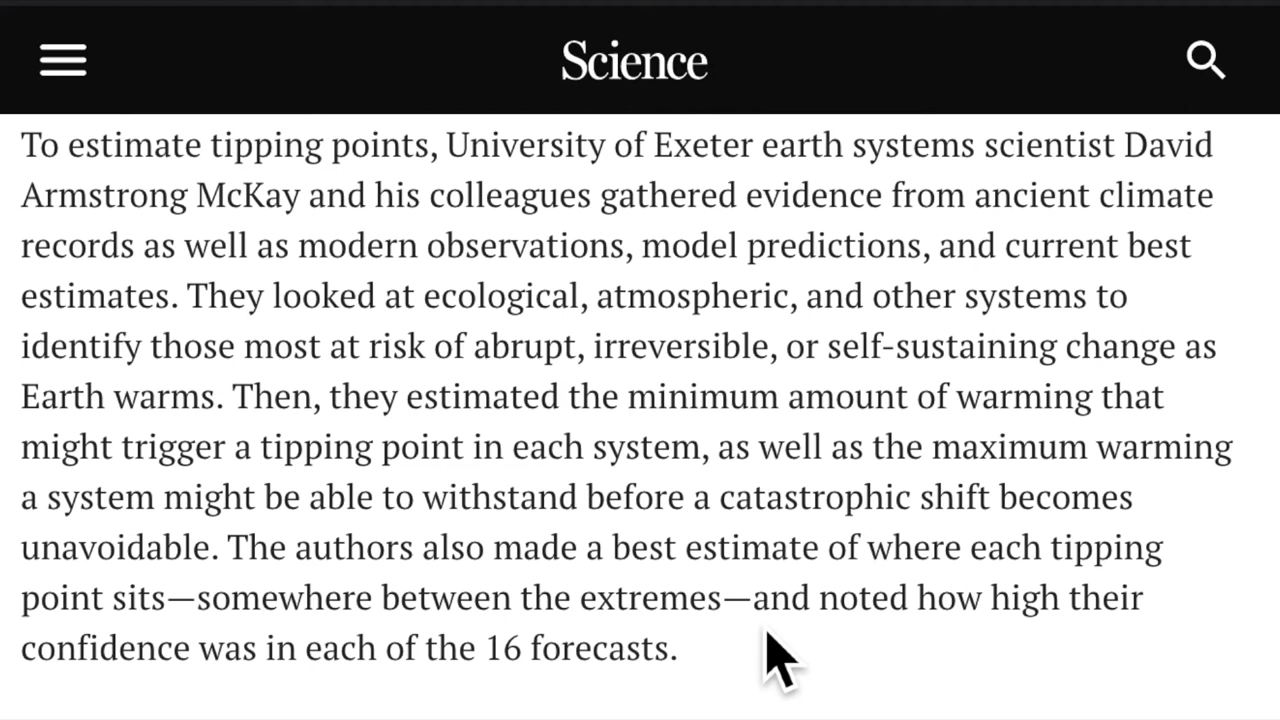 Science
To estimate tipping points, University of Exeter earth systems scientist David
Armstrong McKay and his colleagues gathered evidence from ancient climate
records as well as modern observations, model predictions, and current best
estimates. They looked at ecological, atmospheric, and other systems to
identify those most at risk of abrupt, irreversible, or self-sustaining change as
Earth warms. Then, they estimated the minimum amount of warming that
might trigger a tipping point in each system, as well as the maximum warming
a system might be able to withstand before a catastrophic shift becomes
unavoidable. The authors also made a best estimate of where each tipping
point sits—somewhere between the extremes—and noted how high their
confidence was in each of the 16 forecasts.